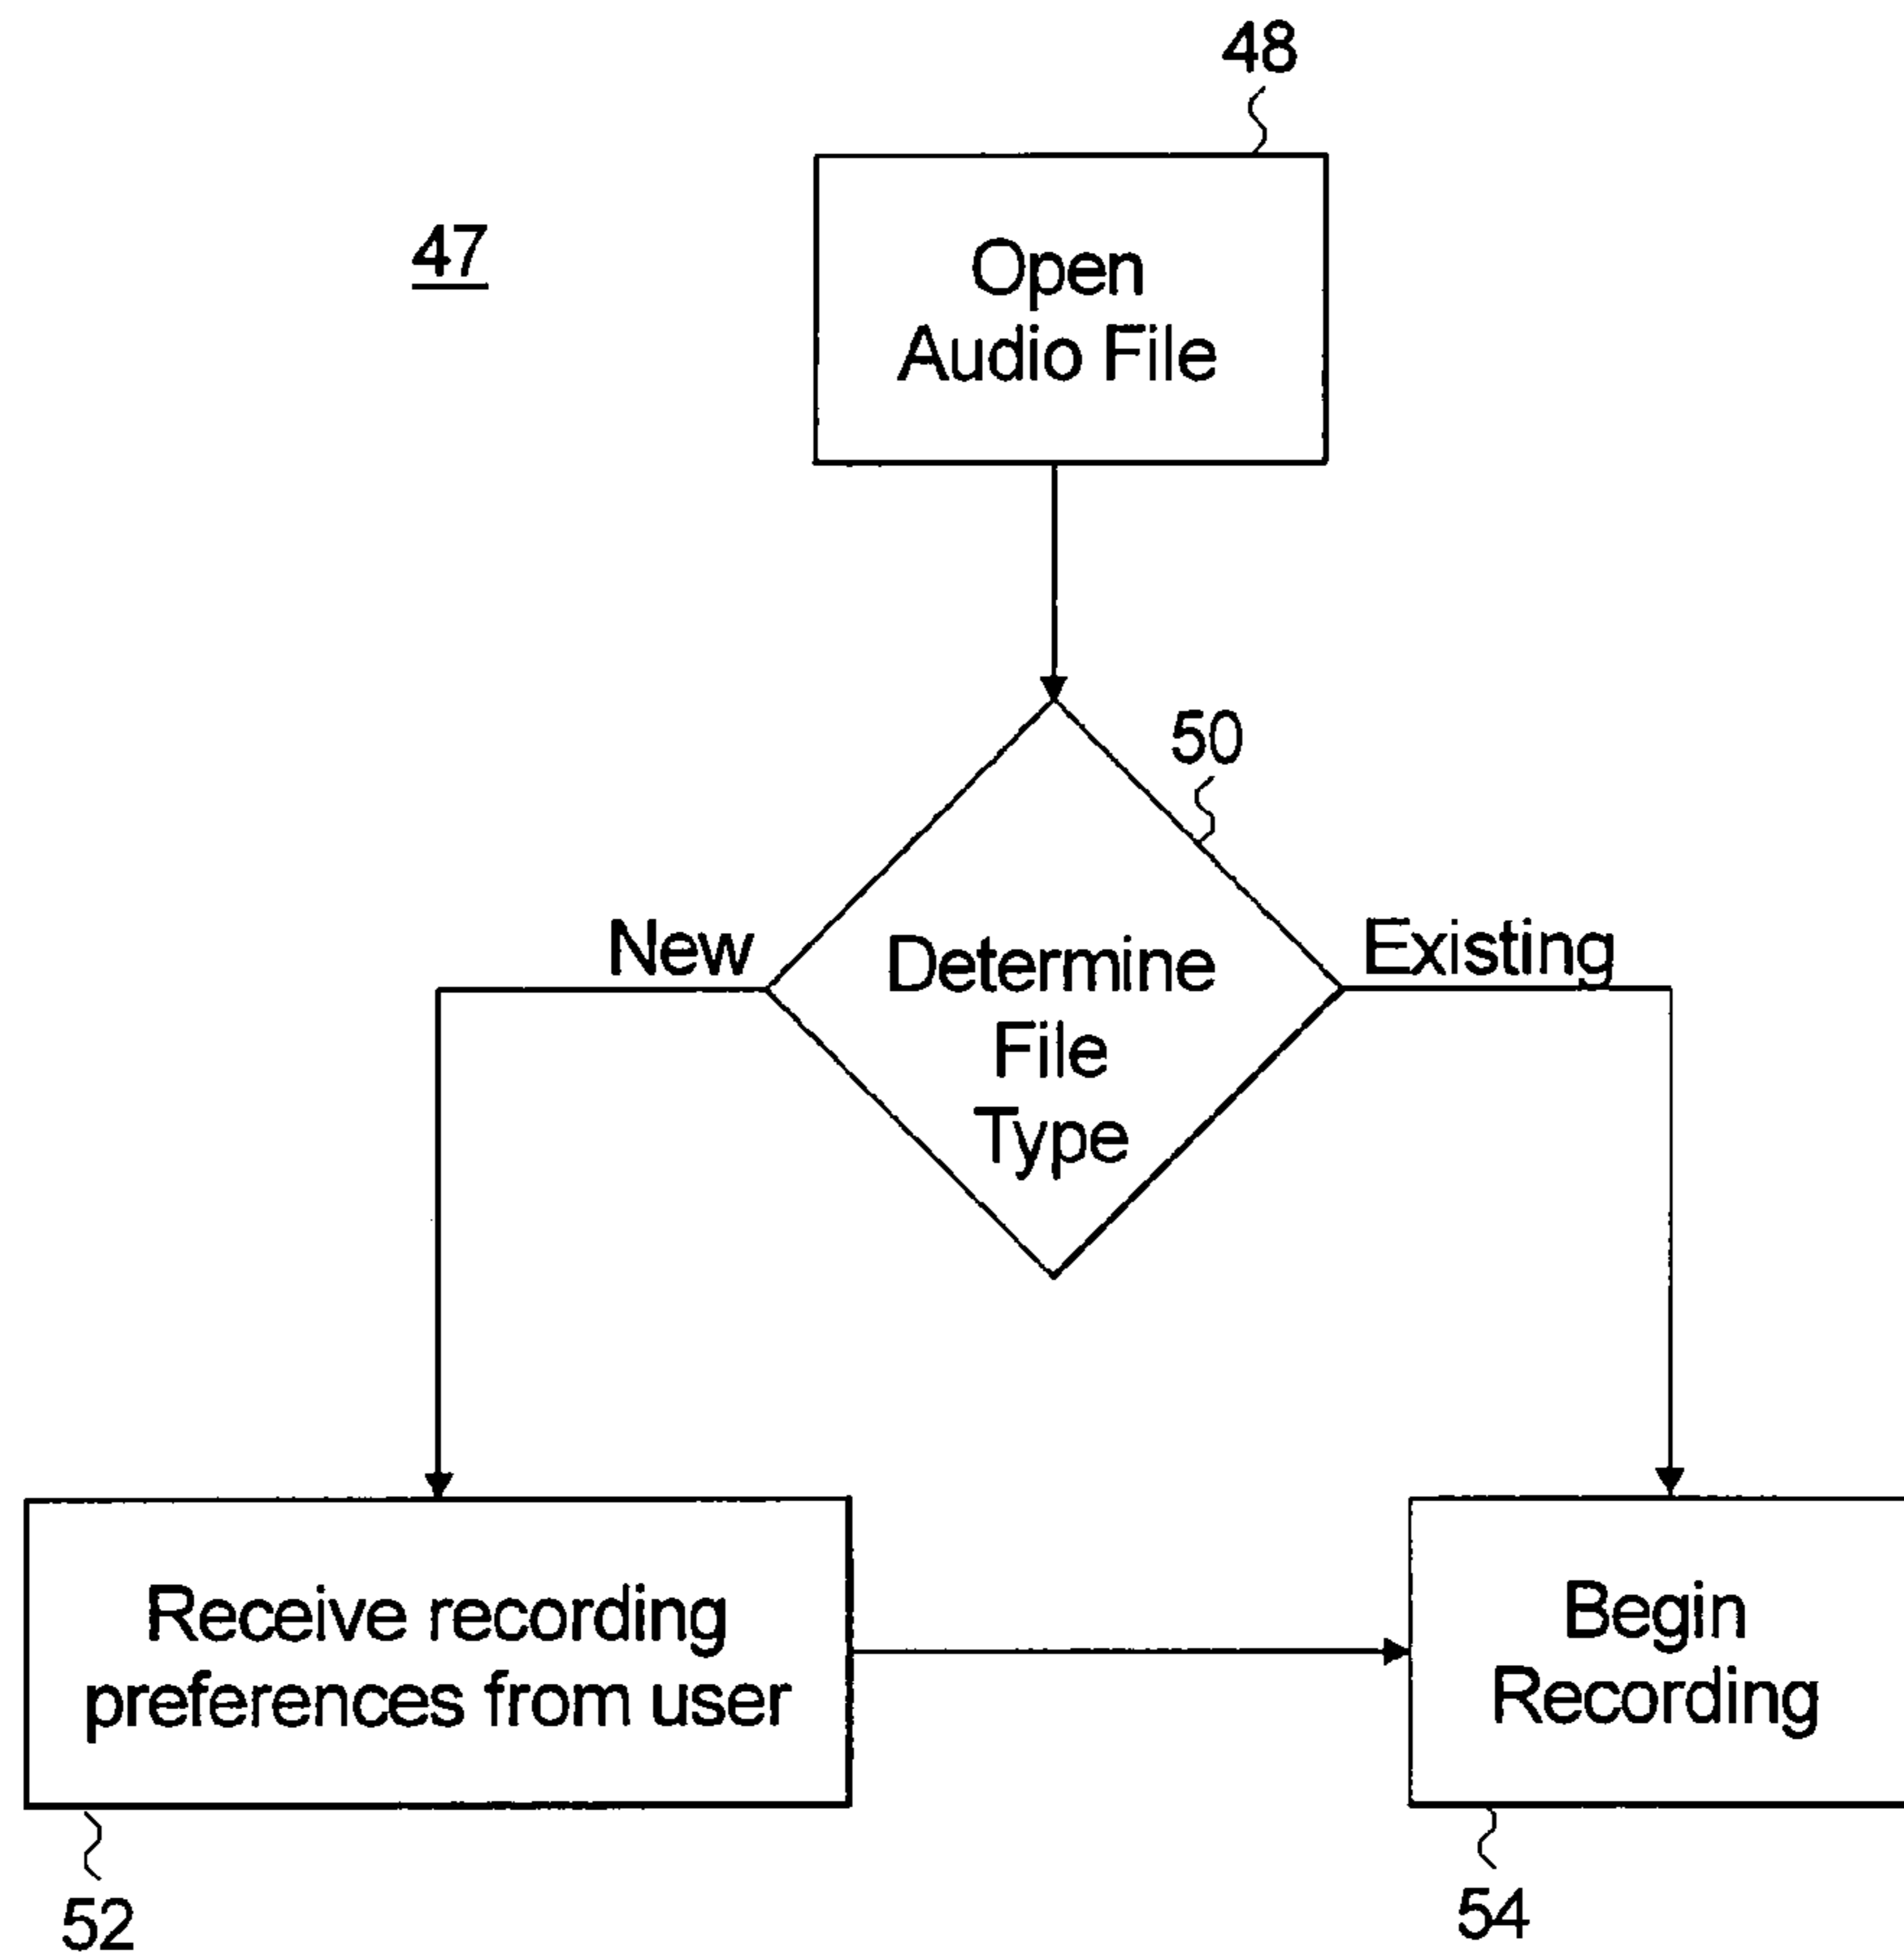 48
47
Open
Audio File
50
New
Existing
Determine
File
Type
Receive recording
preferences from user
Begin
Recording
52
54